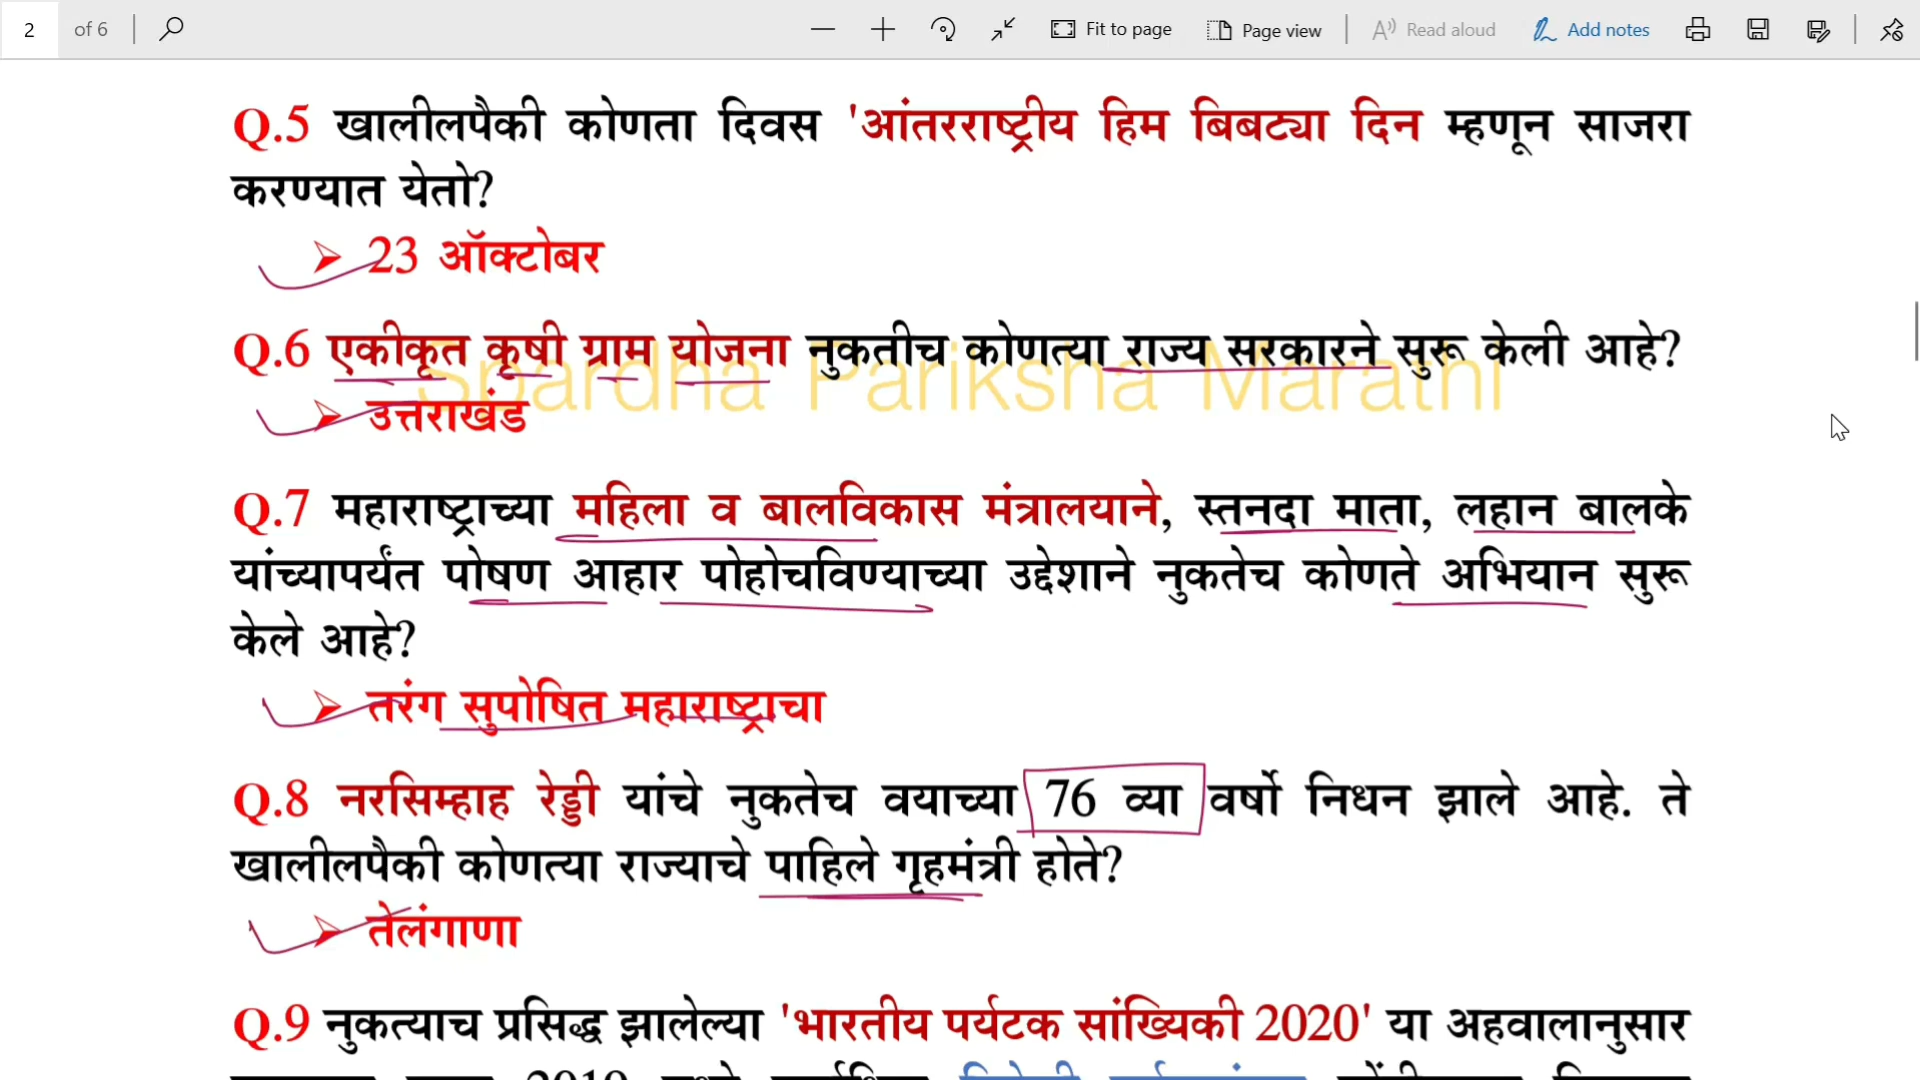 2 of 6 Fit to page Page view Read aloud Add notes
Q.5 खालीलपैकी कोणता दिवस 'आंतरराष्ट्रीय हिम बिबट्या दिन म्हणून साजरा
करण्यात येतो?
➢ 23 ऑक्टोबर
Q.6 एकीकृत कृषी ग्राम योजना नुकतीच कोणत्या राज्य सरकारने सुरू केली आहे?
Spardha Pariksha Marathi
➢ उत्तराखंड
Q.7 महाराष्ट्राच्या महिला व बालविकास मंत्रालयाने, स्तनदा माता, लहान बालके
यांच्यापर्यंत पोषण आहार पोहोचविण्याच्या उद्देशाने नुकतेच कोणते अभियान सुरू
केले आहे?
➢ तरंग सुपोषित महाराष्ट्राचा
Q.8 नरसिम्हाह रेड्डी यांचे नुकतेच वयाच्या 76 व्या वर्षो निधन झाले आहे. ते
खालीलपैकी कोणत्या राज्याचे पाहिले गृहमंत्री होते?
➢ तेलंगाणा
Q.9 नुकत्याच प्रसिद्ध झालेल्या 'भारतीय पर्यटक सांख्यिकी 2020' या अहवालानुसार